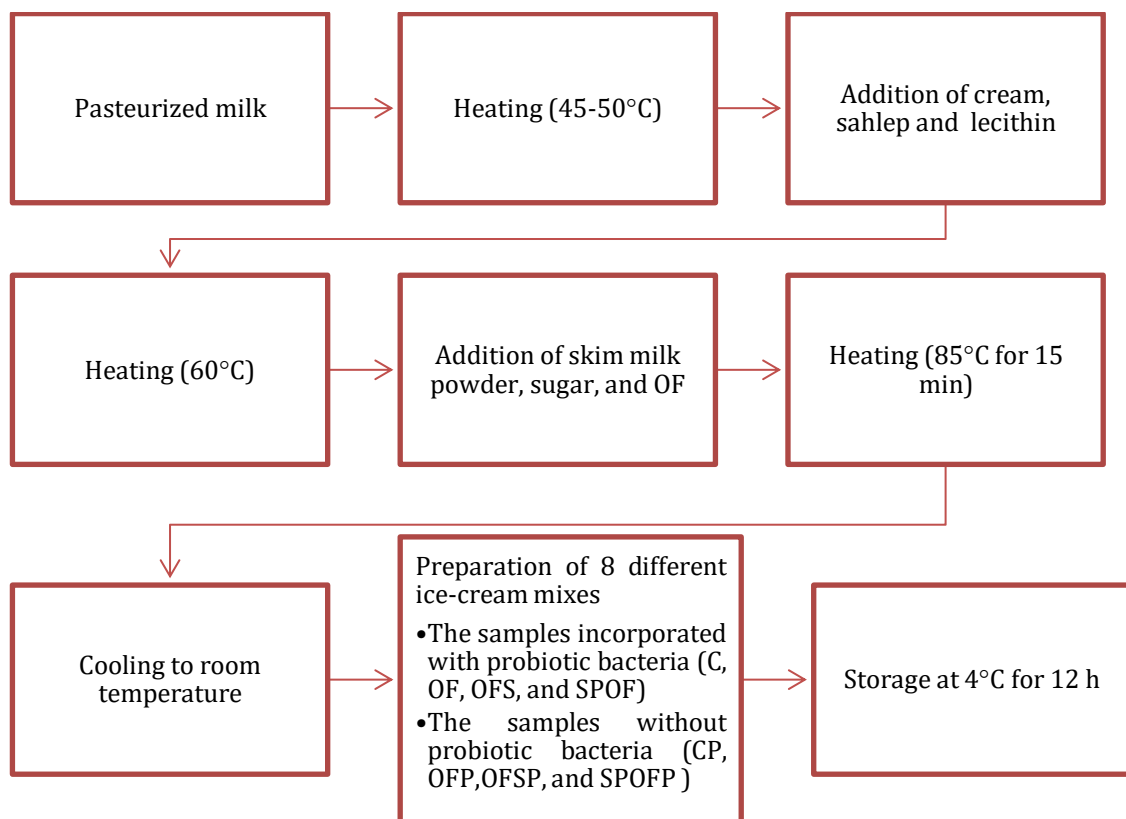 Pasteurized milk
Heating (45-50°C)
Addition of cream,
sahlep and lecithin
Heating (60°C)
Addition of skim milk
powder, sugar, and OF
Heating (85°C for 15
min)
Cooling to room
temperature
Preparation of 8 different
ice-cream mixes
•The samples incorporated
with probiotic bacteria (C,
OF, OFS, and SPOF)
•The samples without
probiotic bacteria (CP,
OFP,OFSP, and SPOFP )
Storage at 4°C for 12 h